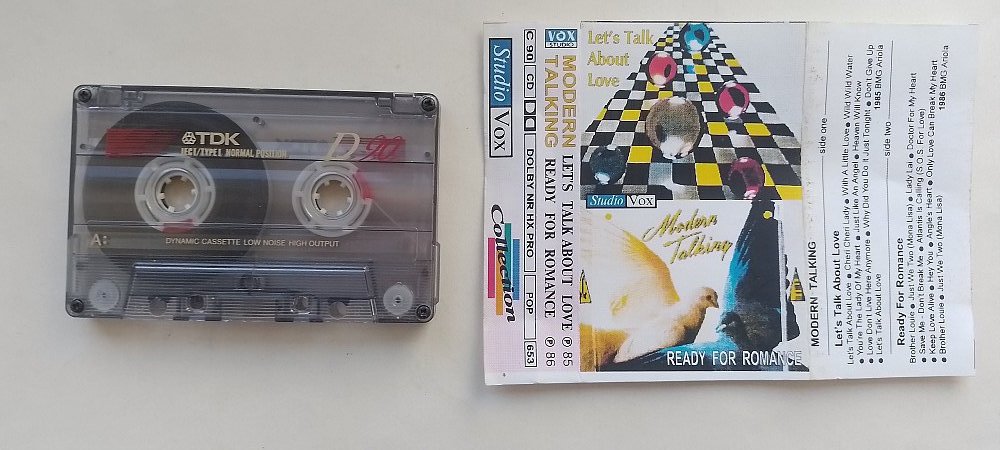 TDK
IECI/TYPE I NORMAL POSITION
D 90
A:
DYNAMIC CASSETTE LOW NOISE HIGH OUTPUT
Studio Vox
Collection
C 90 CD DOLBY NR HX PRO POP 653
VOX
STUDIO
MODERN
TALKING
LET'S TALK ABOUT LOVE ℗ 85
READY FOR ROMANCE ℗ 86
Let's Talk
About
Love
Studio Vox
Modern
Talking
READY FOR ROMANCE
MODERN TALKING
side one
Let's Talk About Love
Let's Talk About Love ● Cheri Cheri Lady ● With A Little Love ● Wild Wild Water
● You're The Lady Of My Heart ● Just Like An Angel ● Heaven Will Know
● Love Don't Live Here Anymore ● Why Did You Do It Just Tonight ● Don't Give Up
● Let's Talk About Love 1985 BMG Ariola
side two
Ready For Romance
Brother Louie ● Just We Two (Mona Lisa) ● Lady Lai ● Doctor For My Heart
● Save Me - Don't Break Me ● Atlantis Is Calling (S.O.S. For Love)
● Keep Love Alive ● Hey You ● Angie's Heart ● Only Love Can Break My Heart
● Brother Louie ● Just We Two (Mona Lisa) 1986 BMG Ariola